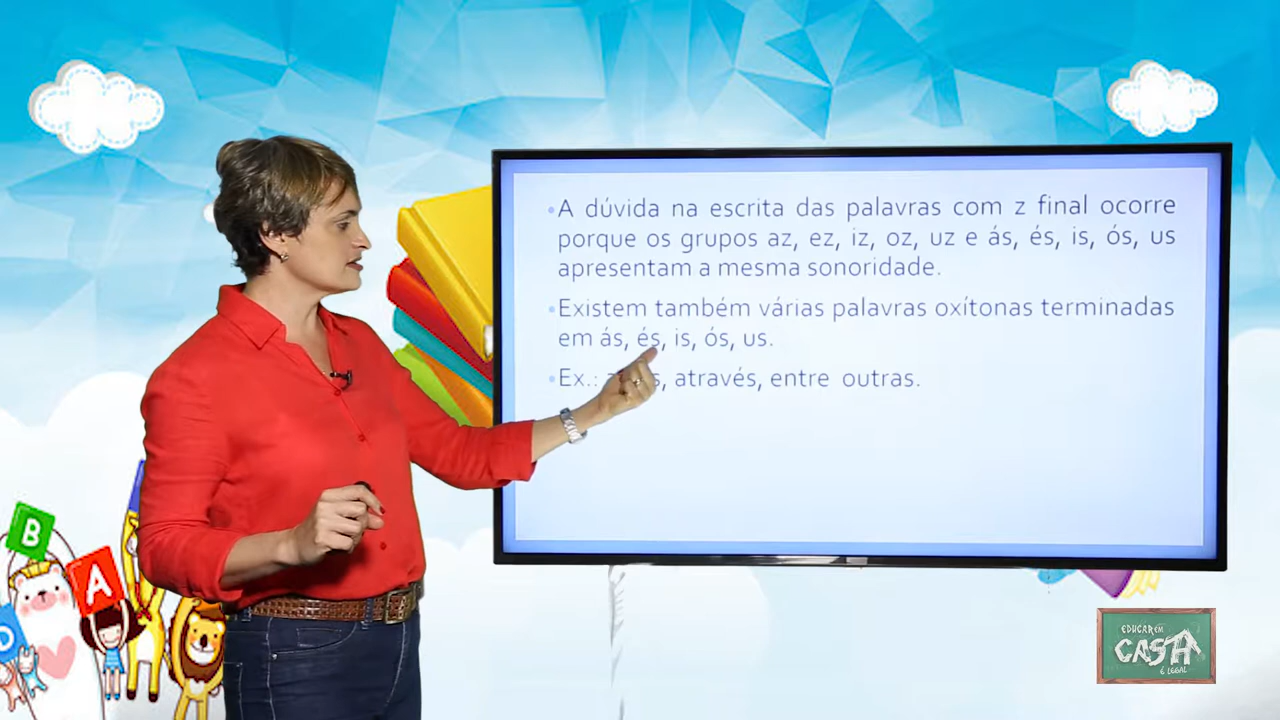 •A dúvida na escrita das palavras com z final ocorre
porque os grupos az, ez, iz, oz, uz e ás, és, is, ós, us
apresentam a mesma sonoridade.
•Existem também várias palavras oxítonas terminadas
em ás, és, is, ós, us.
•Ex.: através, entre outras.
B
A
EDUCAR EM
CASA
É LEGAL